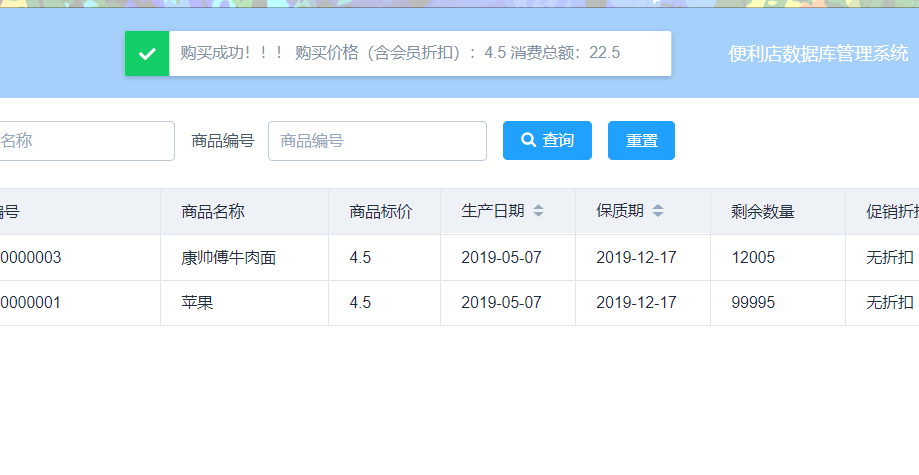 购买成功！！！ 购买价格（含会员折扣）：4.5 消费总额：22.5
便利店数据库管理系统
名称 商品编号 商品编号 查询 重置
编号 商品名称 商品标价 生产日期 保质期 剩余数量 促销折扣
0000003 康帅傅牛肉面 4.5 2019-05-07 2019-12-17 12005 无折扣
0000001 苹果 4.5 2019-05-07 2019-12-17 99995 无折扣